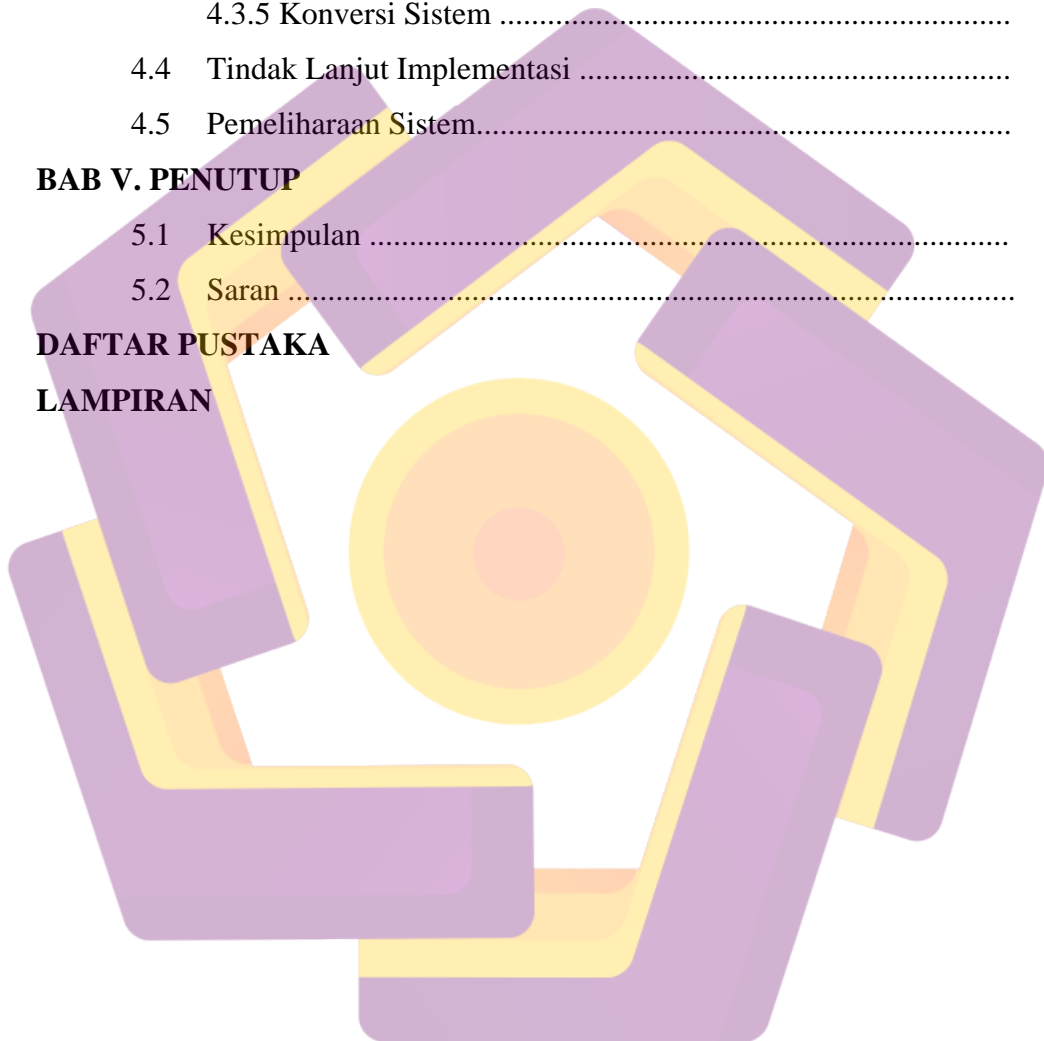 4.3.5 Konversi Sistem ................................................................
4.4 Tindak Lanjut Implementasi ......................................................
4.5 Pemeliharaan Sistem...................................................................
BAB V. PENUTUP
5.1 Kesimpulan ................................................................................
5.2 Saran ...........................................................................................
DAFTAR PUSTAKA
LAMPIRAN